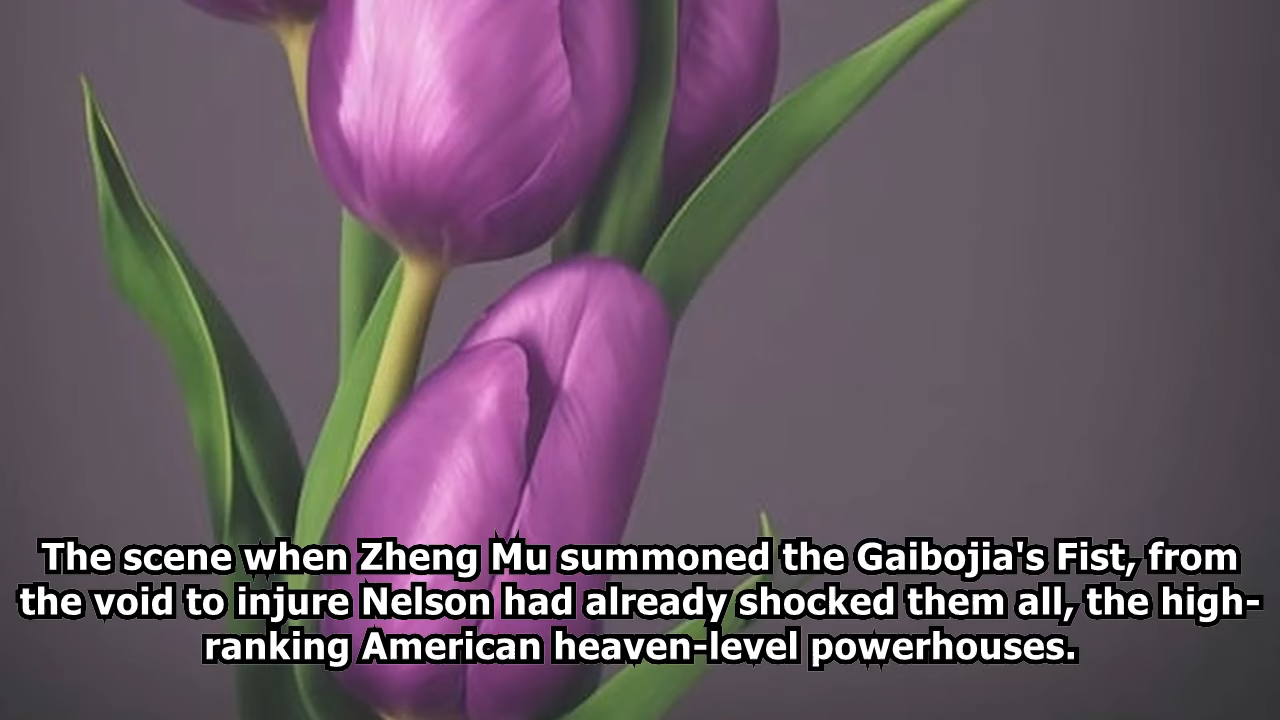 The scene when Zheng Mu summoned the Gaibojia's Fist, from
the void to injure Nelson had already shocked them all, the high-
ranking American heaven-level powerhouses.